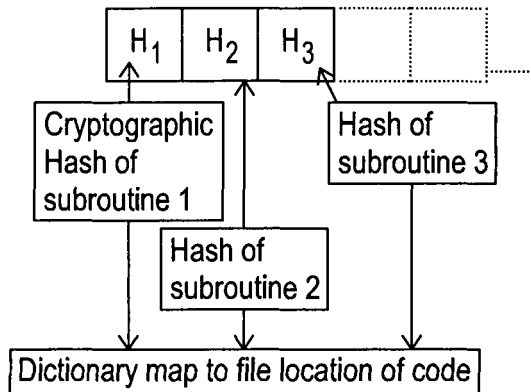 H1 H2 H3
Cryptographic
Hash of
subroutine 1
Hash of
subroutine 3
Hash of
subroutine 2
Dictionary map to file location of code